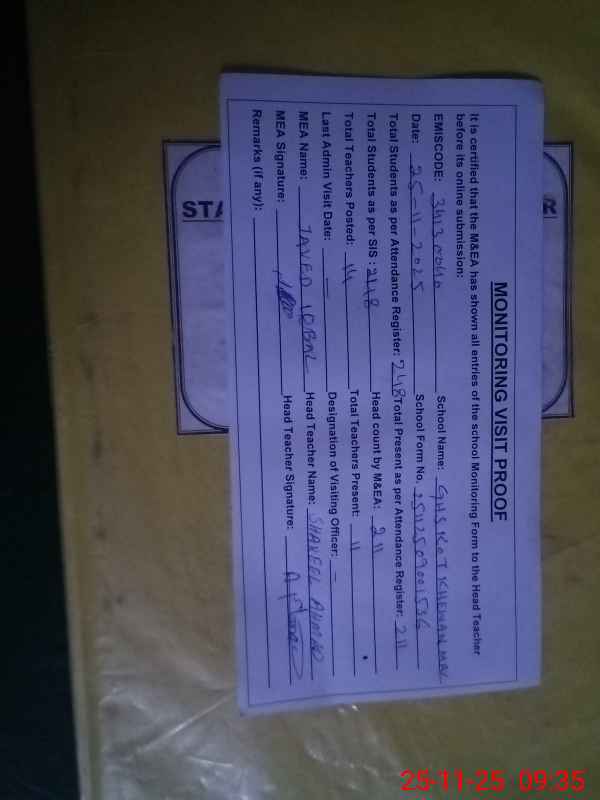 MONITORING VISIT PROOF
It is certified that the M&EA has shown all entries of the school Monitoring Form to the Head Teacher
before its online submission:
EMISCODE: School Name: GHS KOT KHEWAN MAL
Date: 25-11-2025 School Form No. 25112509001536
Total Students as per Attendance Register: 248 Total Present as per Attendance Register: 211
Total Students as per SIS: 248 Head count by M&EA: 211
Total Teachers Posted: Total Teachers Present: 11
Last Admin Visit Date: — Designation of Visiting Officer: —
MEA Name: JAVED IQBAL Head Teacher Name: SHAKEEL AHMAD
MEA Signature: Head Teacher Signature:
Remarks (if any):
STA
R
25-11-25 09:35